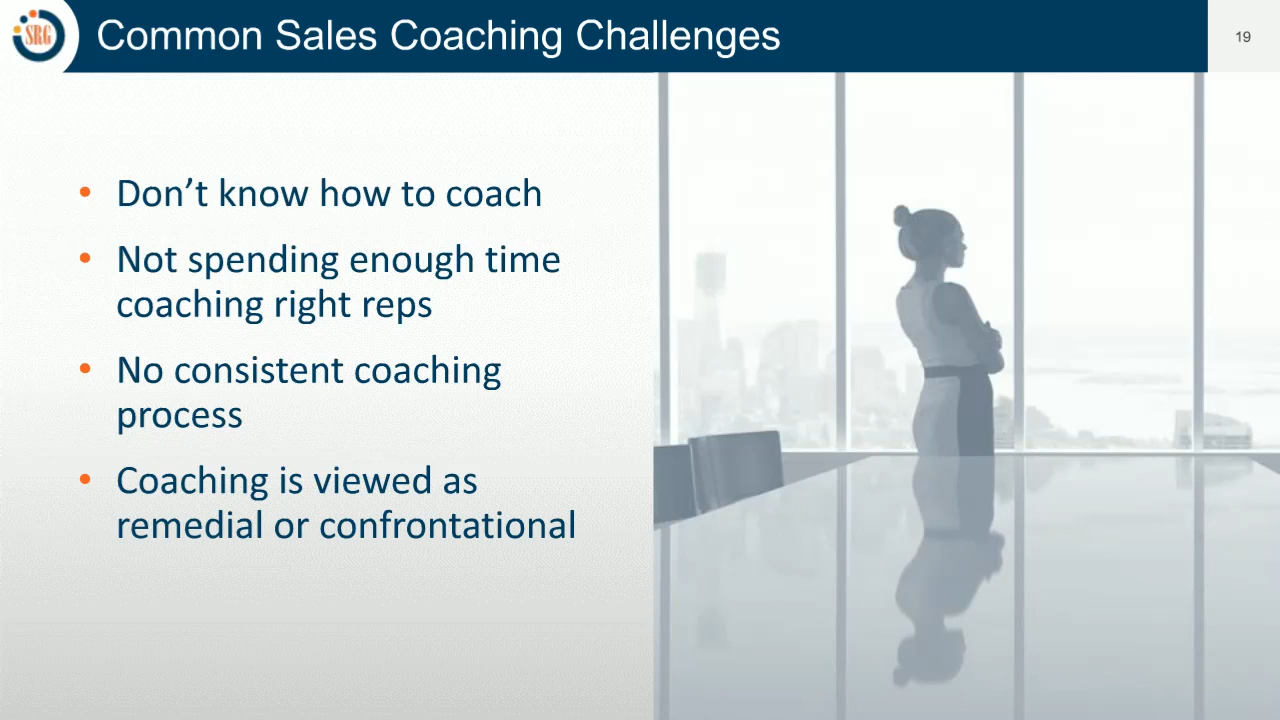 SRG
Common Sales Coaching Challenges
19
• Don’t know how to coach
• Not spending enough time
coaching right reps
• No consistent coaching
process
• Coaching is viewed as
remedial or confrontational